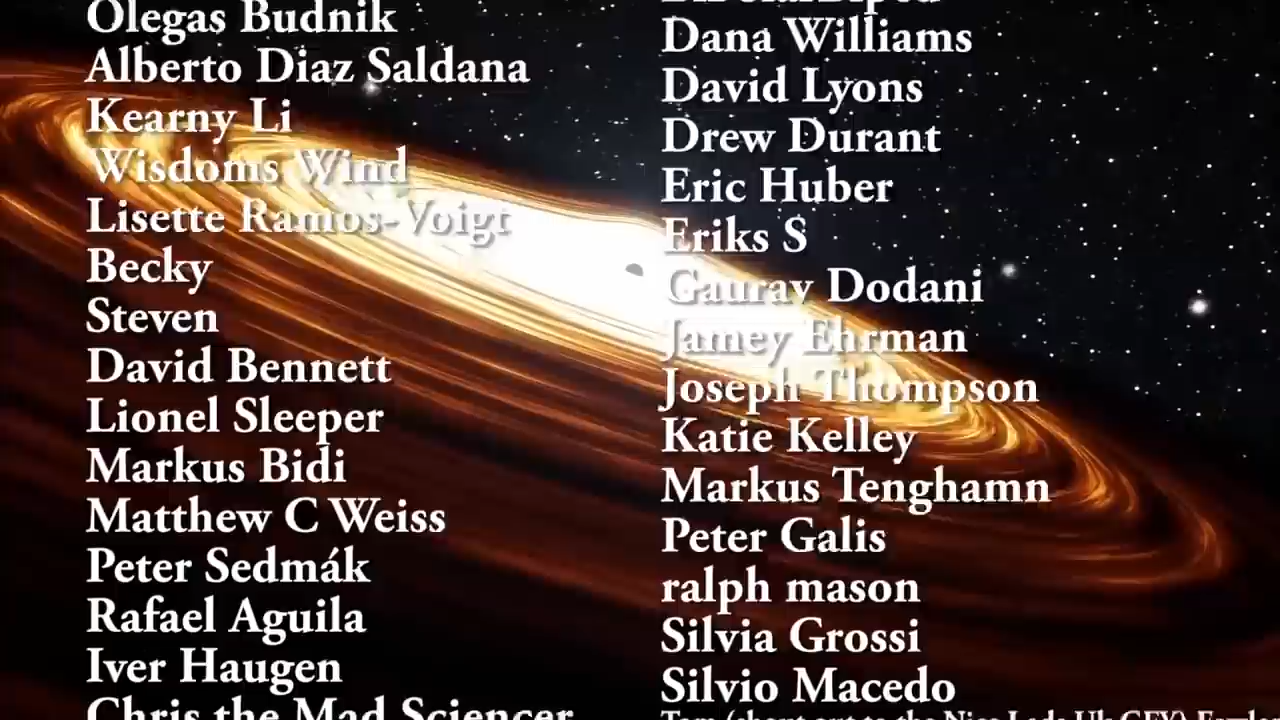 Olegas Budnik
Alberto Diaz Saldana
Kearny Li
Wisdoms Wind
Lisette Ramos-Voigt
Becky
Steven
David Bennett
Lionel Sleeper
Markus Bidi
Matthew C Weiss
Peter Sedmák
Rafael Aguila
Iver Haugen
Chris the Mad Sciencer
Dana Williams
David Lyons
Drew Durant
Eric Huber
Eriks S
Gaurav Dodani
Jamey Ehrman
Joseph Thompson
Katie Kelley
Markus Tenghamn
Peter Galis
ralph mason
Silvia Grossi
Silvio Macedo